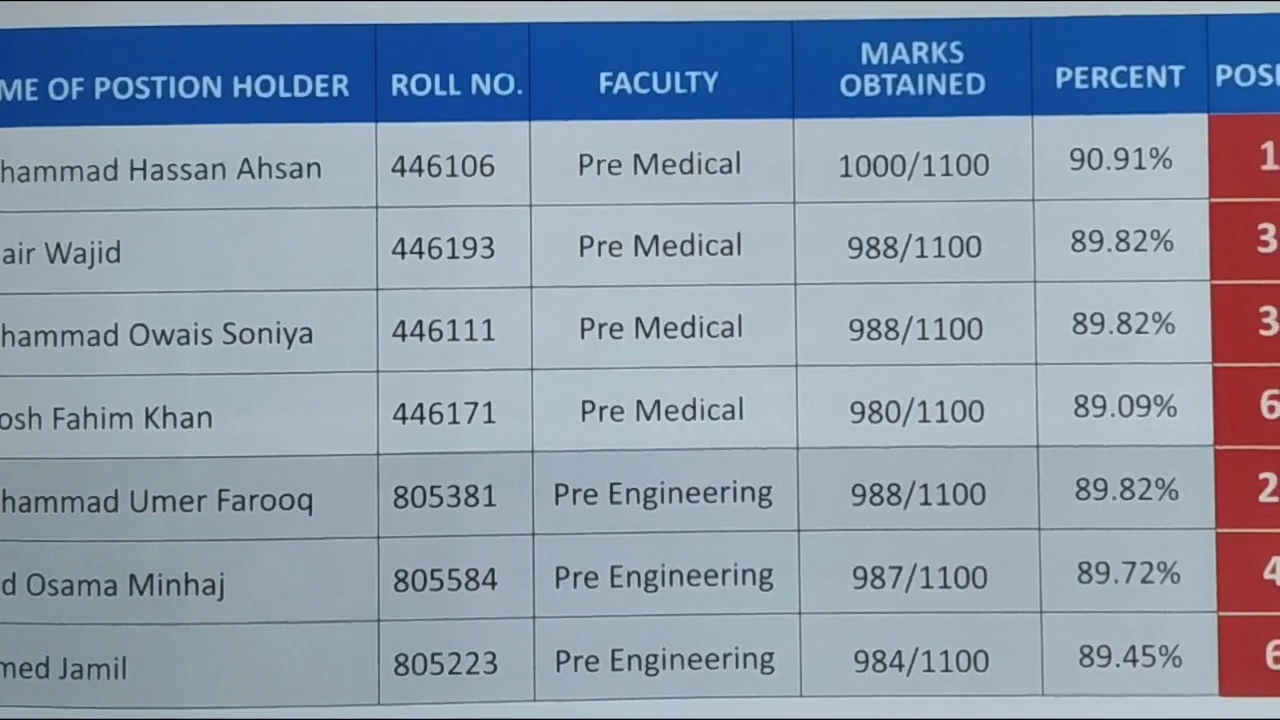 ME OF POSTION HOLDER ROLL NO. FACULTY MARKS OBTAINED PERCENT POSI
hammad Hassan Ahsan 446106 Pre Medical 1000/1100 90.91% 1
air Wajid 446193 Pre Medical 988/1100 89.82% 3
hammad Owais Soniya 446111 Pre Medical 988/1100 89.82% 3
osh Fahim Khan 446171 Pre Medical 980/1100 89.09% 6
hammad Umer Farooq 805381 Pre Engineering 988/1100 89.82% 2
d Osama Minhaj 805584 Pre Engineering 987/1100 89.72% 4
med Jamil 805223 Pre Engineering 984/1100 89.45% 6